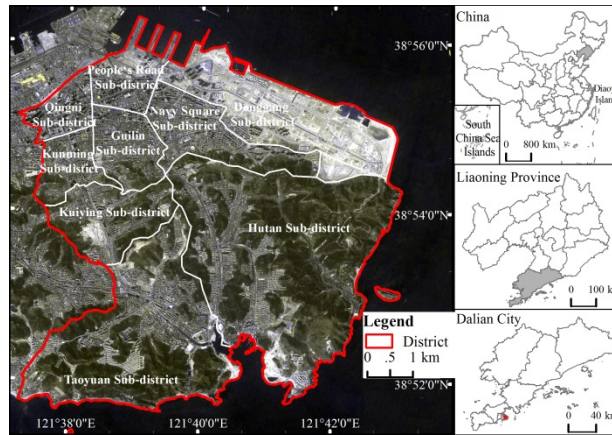 People's Road
Sub-district
Qingni
Sub-district
Navy Square
Sub-district
Donggang
Sub-district
Guilin
Sub-district
Kunming
Sub-district
Kuiying Sub-district
Hutan Sub-district
Taoyuan Sub-district
Legend
District
0 .5 1 km
38°56'0"N
38°54'0"N
38°52'0"N
121°38'0"E
121°40'0"E
121°42'0"E
China
Diaoyu
Island
South
China Sea
Islands
0 800 km
Liaoning Province
0 100 km
Dalian City
0 40 km